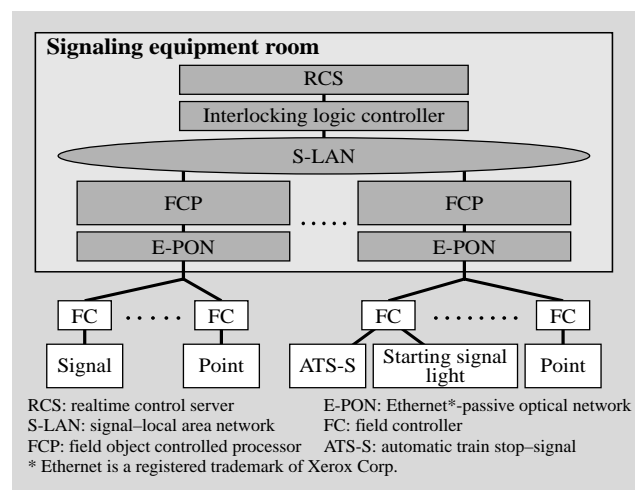 Signaling equipment room
RCS
Interlocking logic controller
S-LAN
FCP ..... FCP
E-PON E-PON
FC ..... FC FC ........ FC
Signal Point ATS-S Starting signal light Point
RCS: realtime control server
S-LAN: signal–local area network
FCP: field object controlled processor
E-PON: Ethernet*-passive optical network
FC: field controller
ATS-S: automatic train stop–signal
* Ethernet is a registered trademark of Xerox Corp.